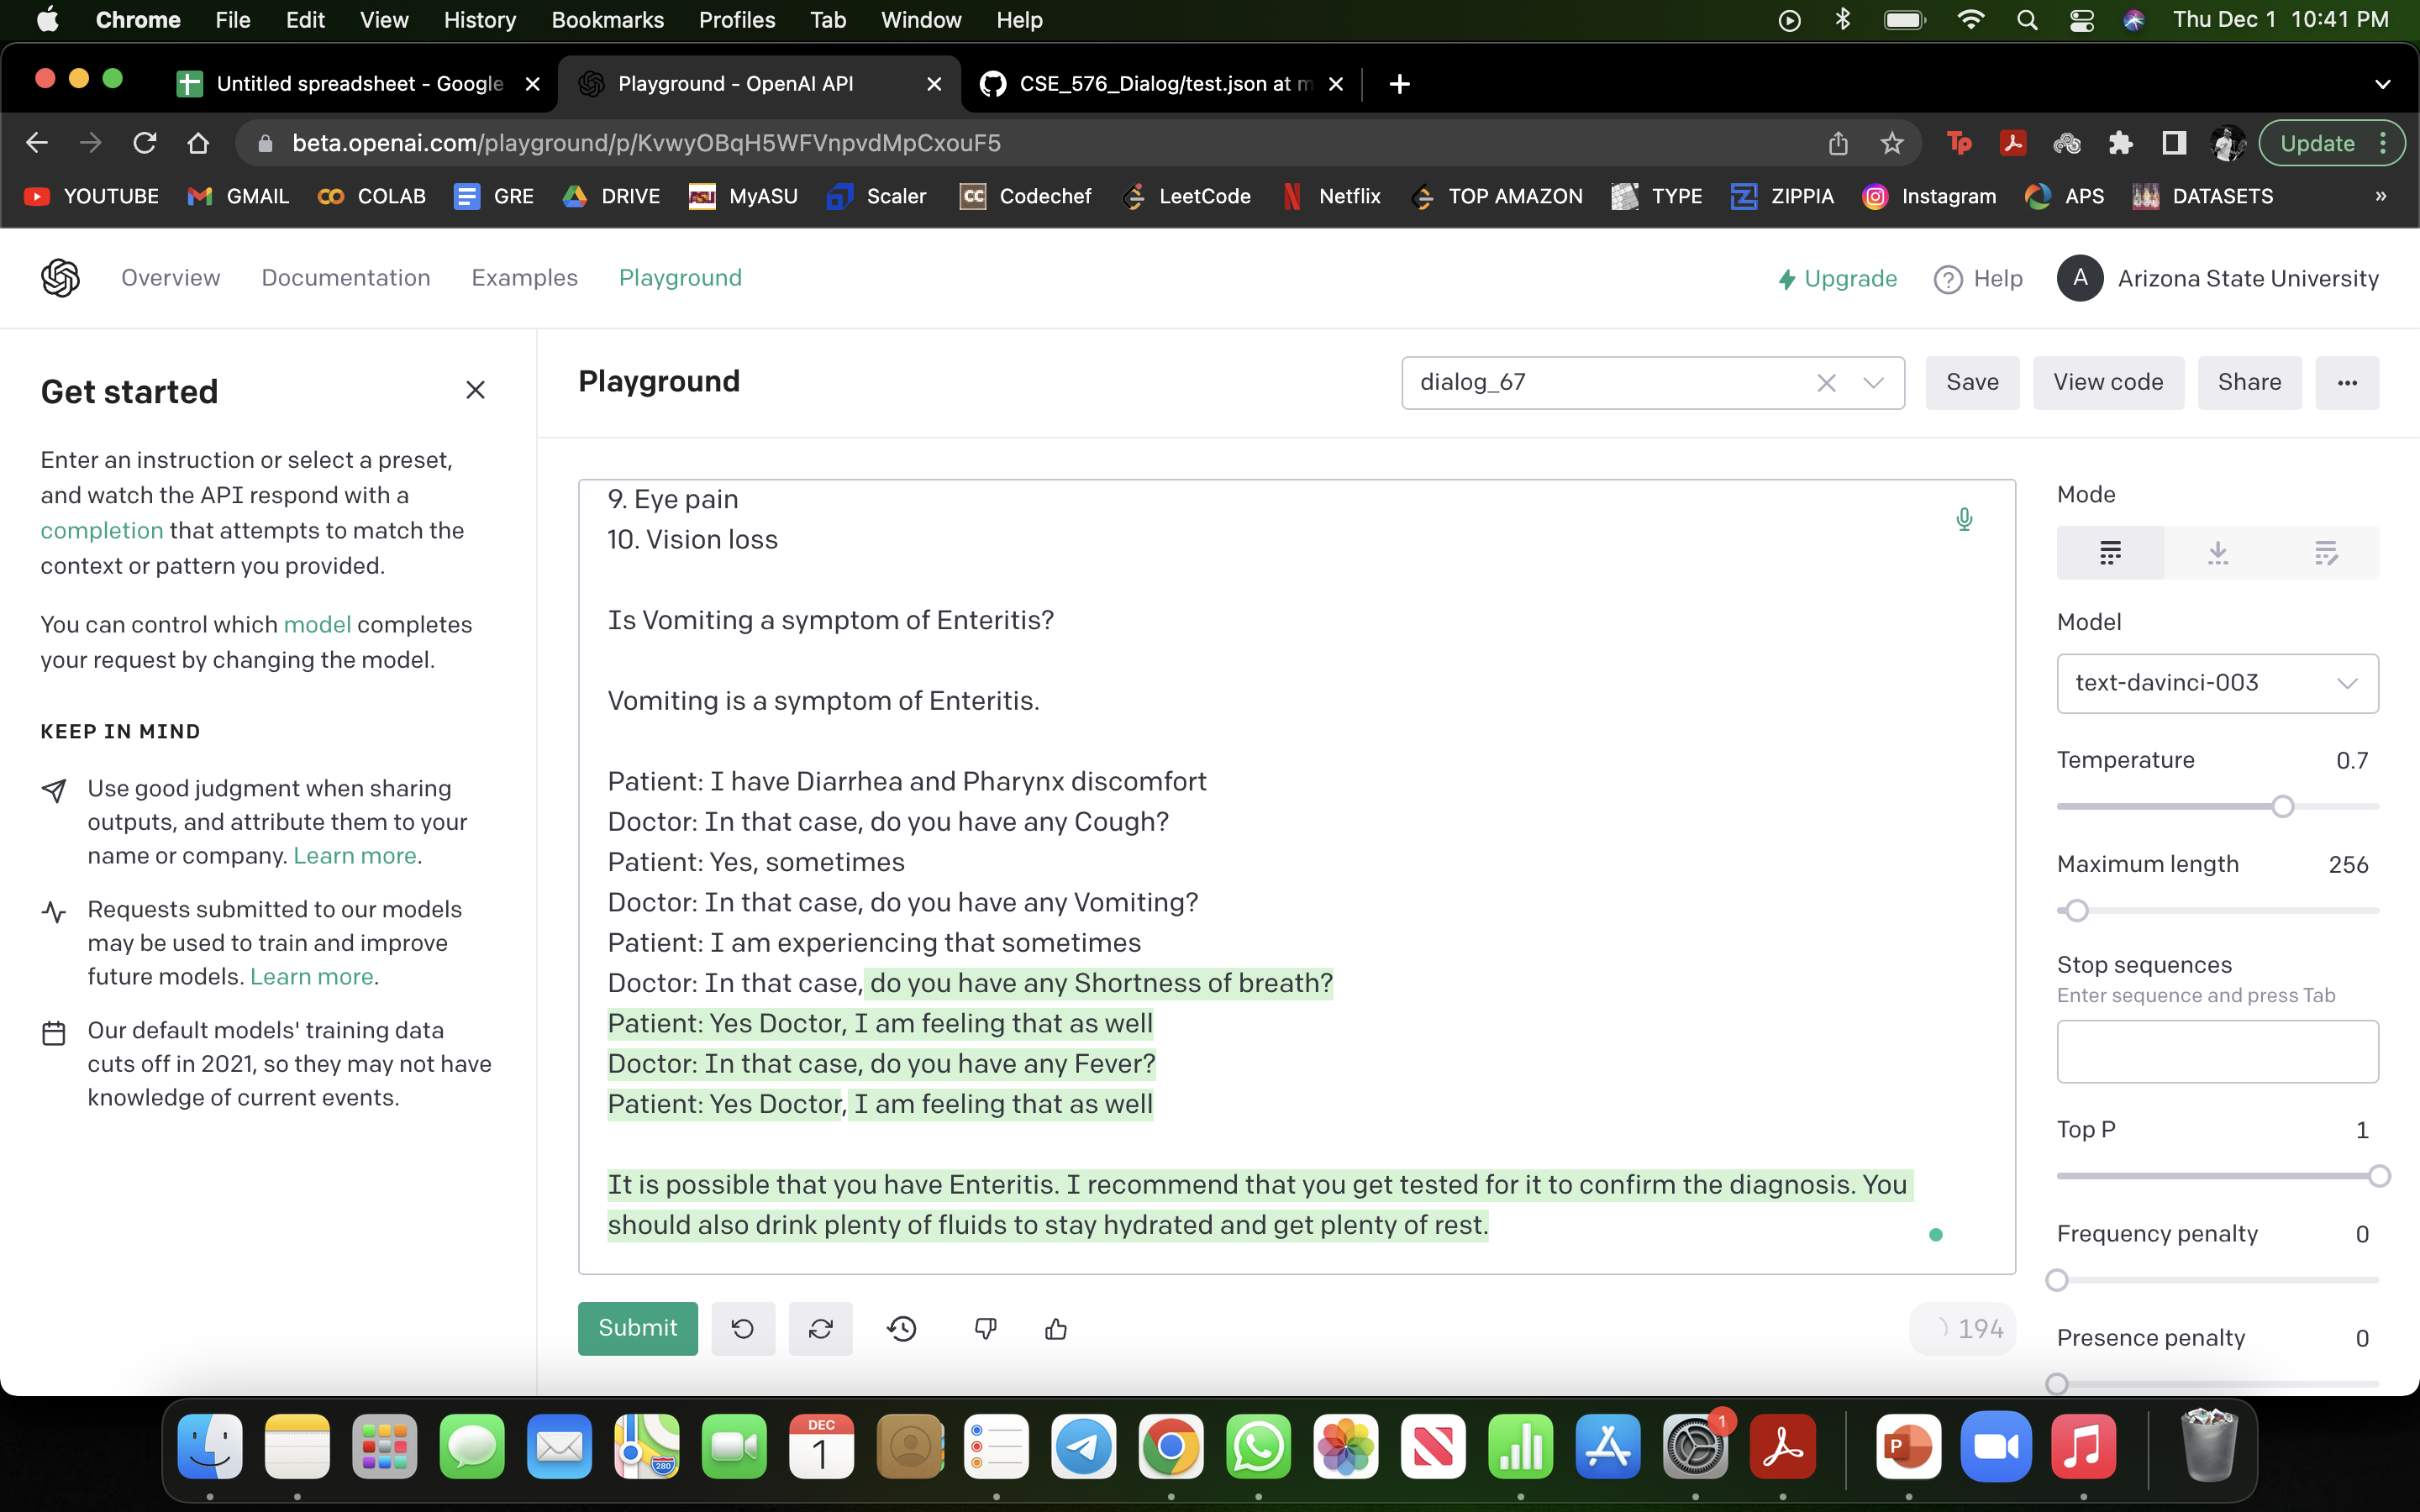 Chrome File Edit View History Bookmarks Profiles Tab Window Help Thu Dec 1 10:41 PM
Untitled spreadsheet - Google Playground - OpenAI API CSE_576_Dialog/test.json at m
beta.openai.com/playground/p/KvwyOBqH5WFVnpvdMpCxouF5 Tp Update
YOUTUBE GMAIL CO COLAB GRE DRIVE MyASU Scaler CC Codechef LeetCode Netflix TOP AMAZON TYPE ZIPPIA Instagram APS DATASETS »
Overview Documentation Examples Playground Upgrade Help A Arizona State University
Get started
Enter an instruction or select a preset,
and watch the API respond with a
completion that attempts to match the
context or pattern you provided.
You can control which model completes
your request by changing the model.
KEEP IN MIND
Use good judgment when sharing
outputs, and attribute them to your
name or company. Learn more.
Requests submitted to our models
may be used to train and improve
future models. Learn more.
Our default models' training data
cuts off in 2021, so they may not have
knowledge of current events.
Playground dialog_67 Save View code Share ...
9. Eye pain
10. Vision loss
Is Vomiting a symptom of Enteritis?
Vomiting is a symptom of Enteritis.
Patient: I have Diarrhea and Pharynx discomfort
Doctor: In that case, do you have any Cough?
Patient: Yes, sometimes
Doctor: In that case, do you have any Vomiting?
Patient: I am experiencing that sometimes
Doctor: In that case, do you have any Shortness of breath?
Patient: Yes Doctor, I am feeling that as well
Doctor: In that case, do you have any Fever?
Patient: Yes Doctor, I am feeling that as well
It is possible that you have Enteritis. I recommend that you get tested for it to confirm the diagnosis. You
should also drink plenty of fluids to stay hydrated and get plenty of rest.
Submit 194
Mode
Model
text-davinci-003
Temperature 0.7
Maximum length 256
Stop sequences
Enter sequence and press Tab
Top P 1
Frequency penalty 0
Presence penalty 0
280 DEC 1 1 P